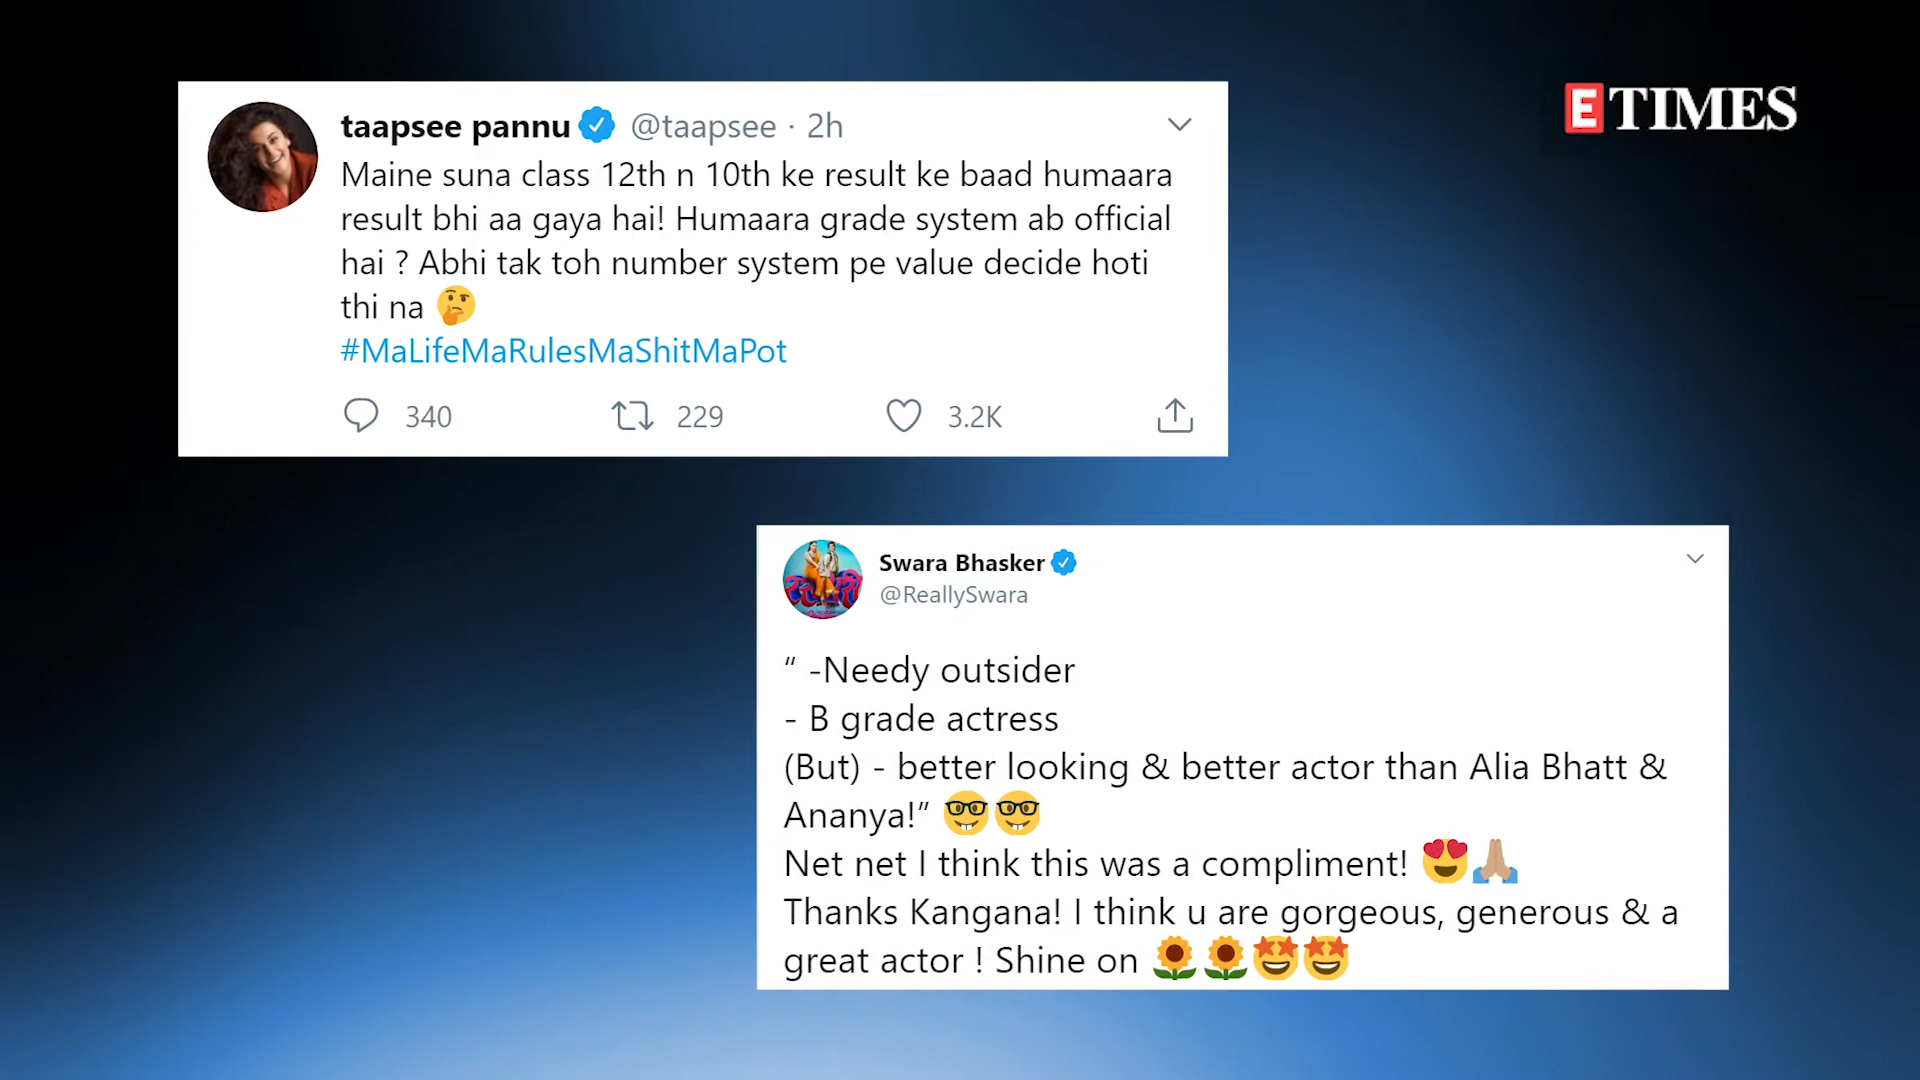 taapsee pannu @taapsee · 2h
Maine suna class 12th n 10th ke result ke baad humaara
result bhi aa gaya hai! Humaara grade system ab official
hai ? Abhi tak toh number system pe value decide hoti
thi na 🤔
#MaLifeMaRulesMaShitMaPot
340 229 3.2K
E TIMES
Swara Bhasker
@ReallySwara
“ -Needy outsider
- B grade actress
(But) - better looking & better actor than Alia Bhatt &
Ananya!” 🤓🤓
Net net I think this was a compliment! 😍🙏🏽
Thanks Kangana! I think u are gorgeous, generous & a
great actor ! Shine on 🌻🌻🤩🤩